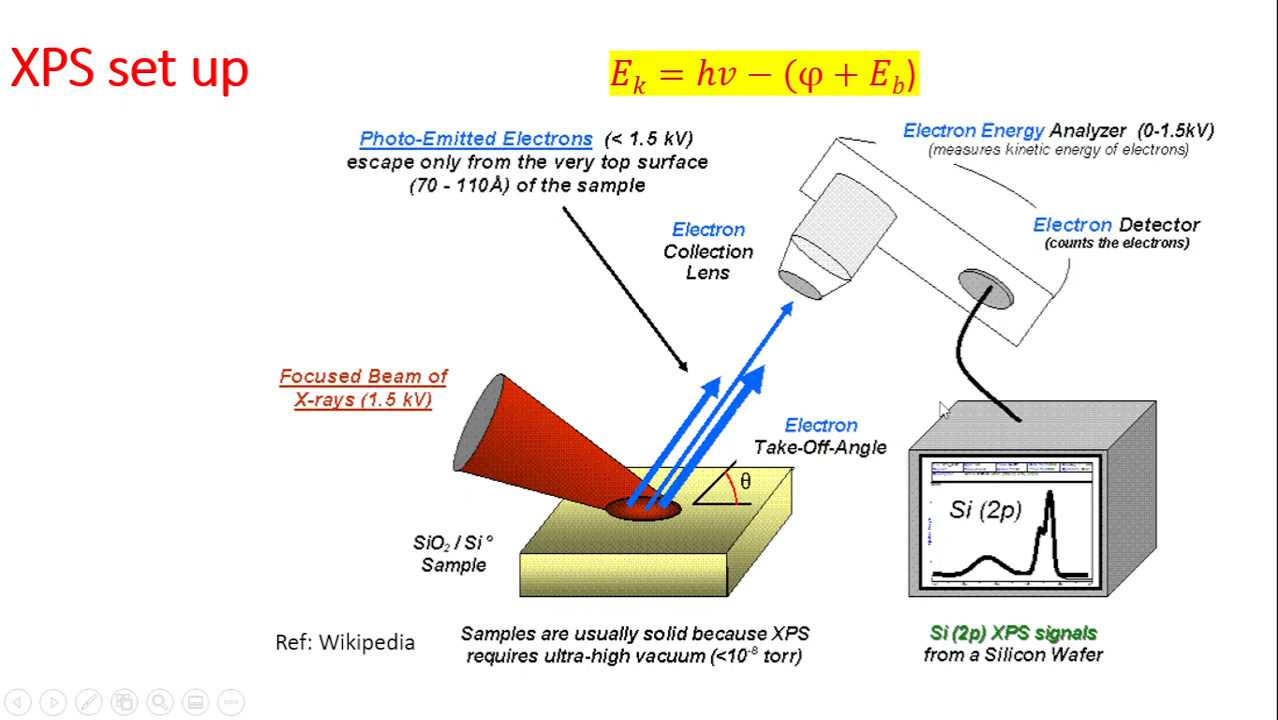 XPS set up
E_k = hν − (φ + E_b)
Photo-Emitted Electrons (< 1.5 kV)
escape only from the very top surface
(70 - 110Å) of the sample
Electron Energy Analyzer (0-1.5kV)
(measures kinetic energy of electrons)
Electron
Collection
Lens
Electron Detector
(counts the electrons)
Focused Beam of
X-rays (1.5 kV)
Electron
Take-Off-Angle
θ
Si (2p)
SiO₂ / Si°
Sample
Ref: Wikipedia
Samples are usually solid because XPS
requires ultra-high vacuum (<10⁻⁸ torr)
Si (2p) XPS signals
from a Silicon Wafer